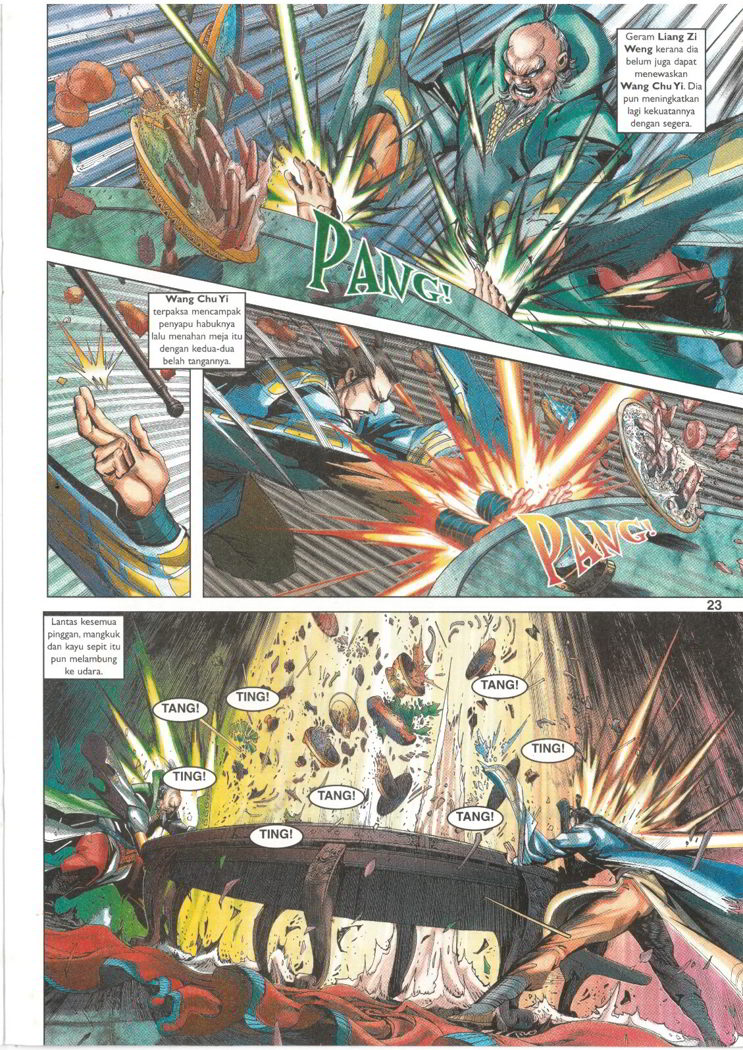 Geram Liang Zi
Weng kerana dia
belum juga dapat
menewaskan
Wang Chu Yi. Dia
pun meningkatkan
lagi kekuatannya
dengan segera.
PANG!
Wang Chu Yi
terpaksa mencampak
penyapu habuknya
lalu menahan meja itu
dengan kedua-dua
belah tangannya.
PANG!
23
Lantas kesemua
pinggan, mangkuk
dan kayu sepit itu
pun melambung
ke udara.
TANG!
TING!
TANG!
TING!
TING!
TANG!
TANG!
TING!